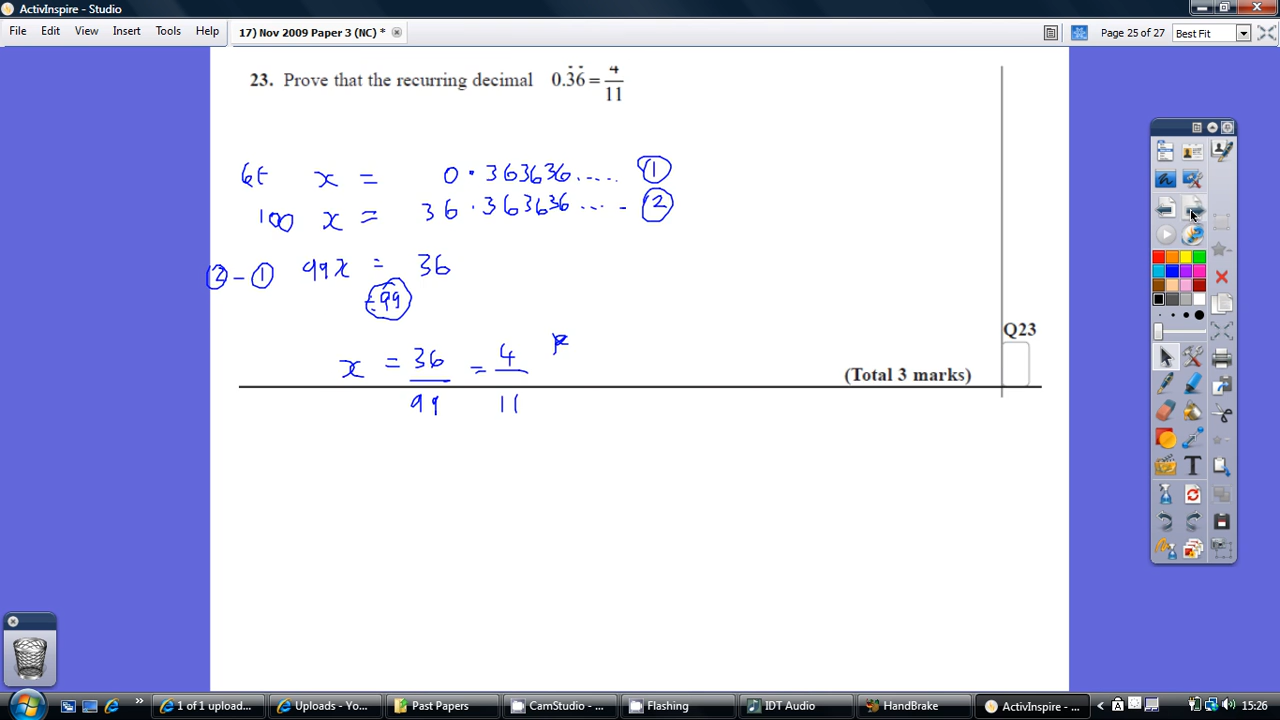 ActivInspire - Studio
File Edit View Insert Tools Help
17) Nov 2009 Paper 3 (NC) *
Page 25 of 27
Best Fit
23. Prove that the recurring decimal 0.3̇6̇ = 4/11
x = 0.363636..... ①
100 x = 36.363636... - ②
② - ① 99x = 36
÷99
x = 36/99 = 4/11
Q23
(Total 3 marks)
1 of 1 upload...
Uploads - Yo...
Past Papers
CamStudio - ...
Flashing
IDT Audio
HandBrake
ActivInspire - ...
15:26